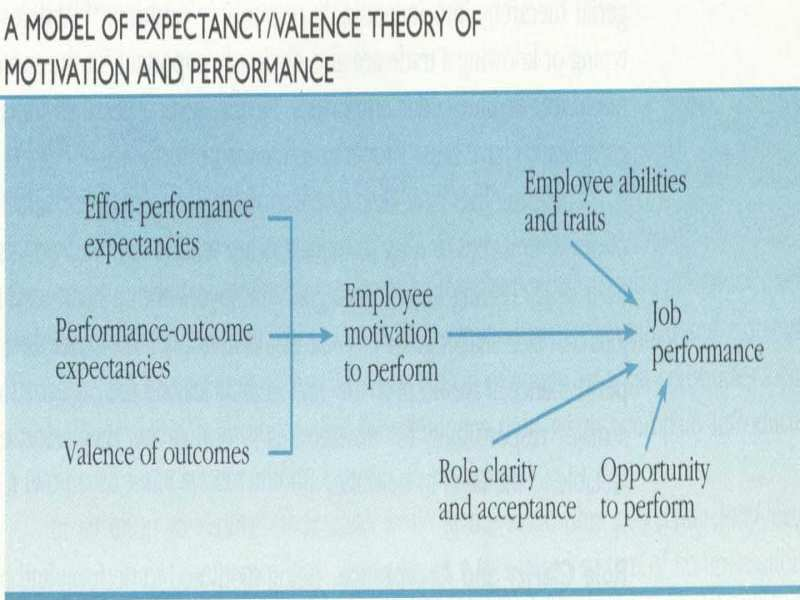 A MODEL OF EXPECTANCY/VALENCE THEORY OF
MOTIVATION AND PERFORMANCE
Effort-performance
expectancies
Performance-outcome
expectancies
Valence of outcomes
Employee
motivation
to perform
Employee abilities
and traits
Job
performance
Role clarity
and acceptance
Opportunity
to perform